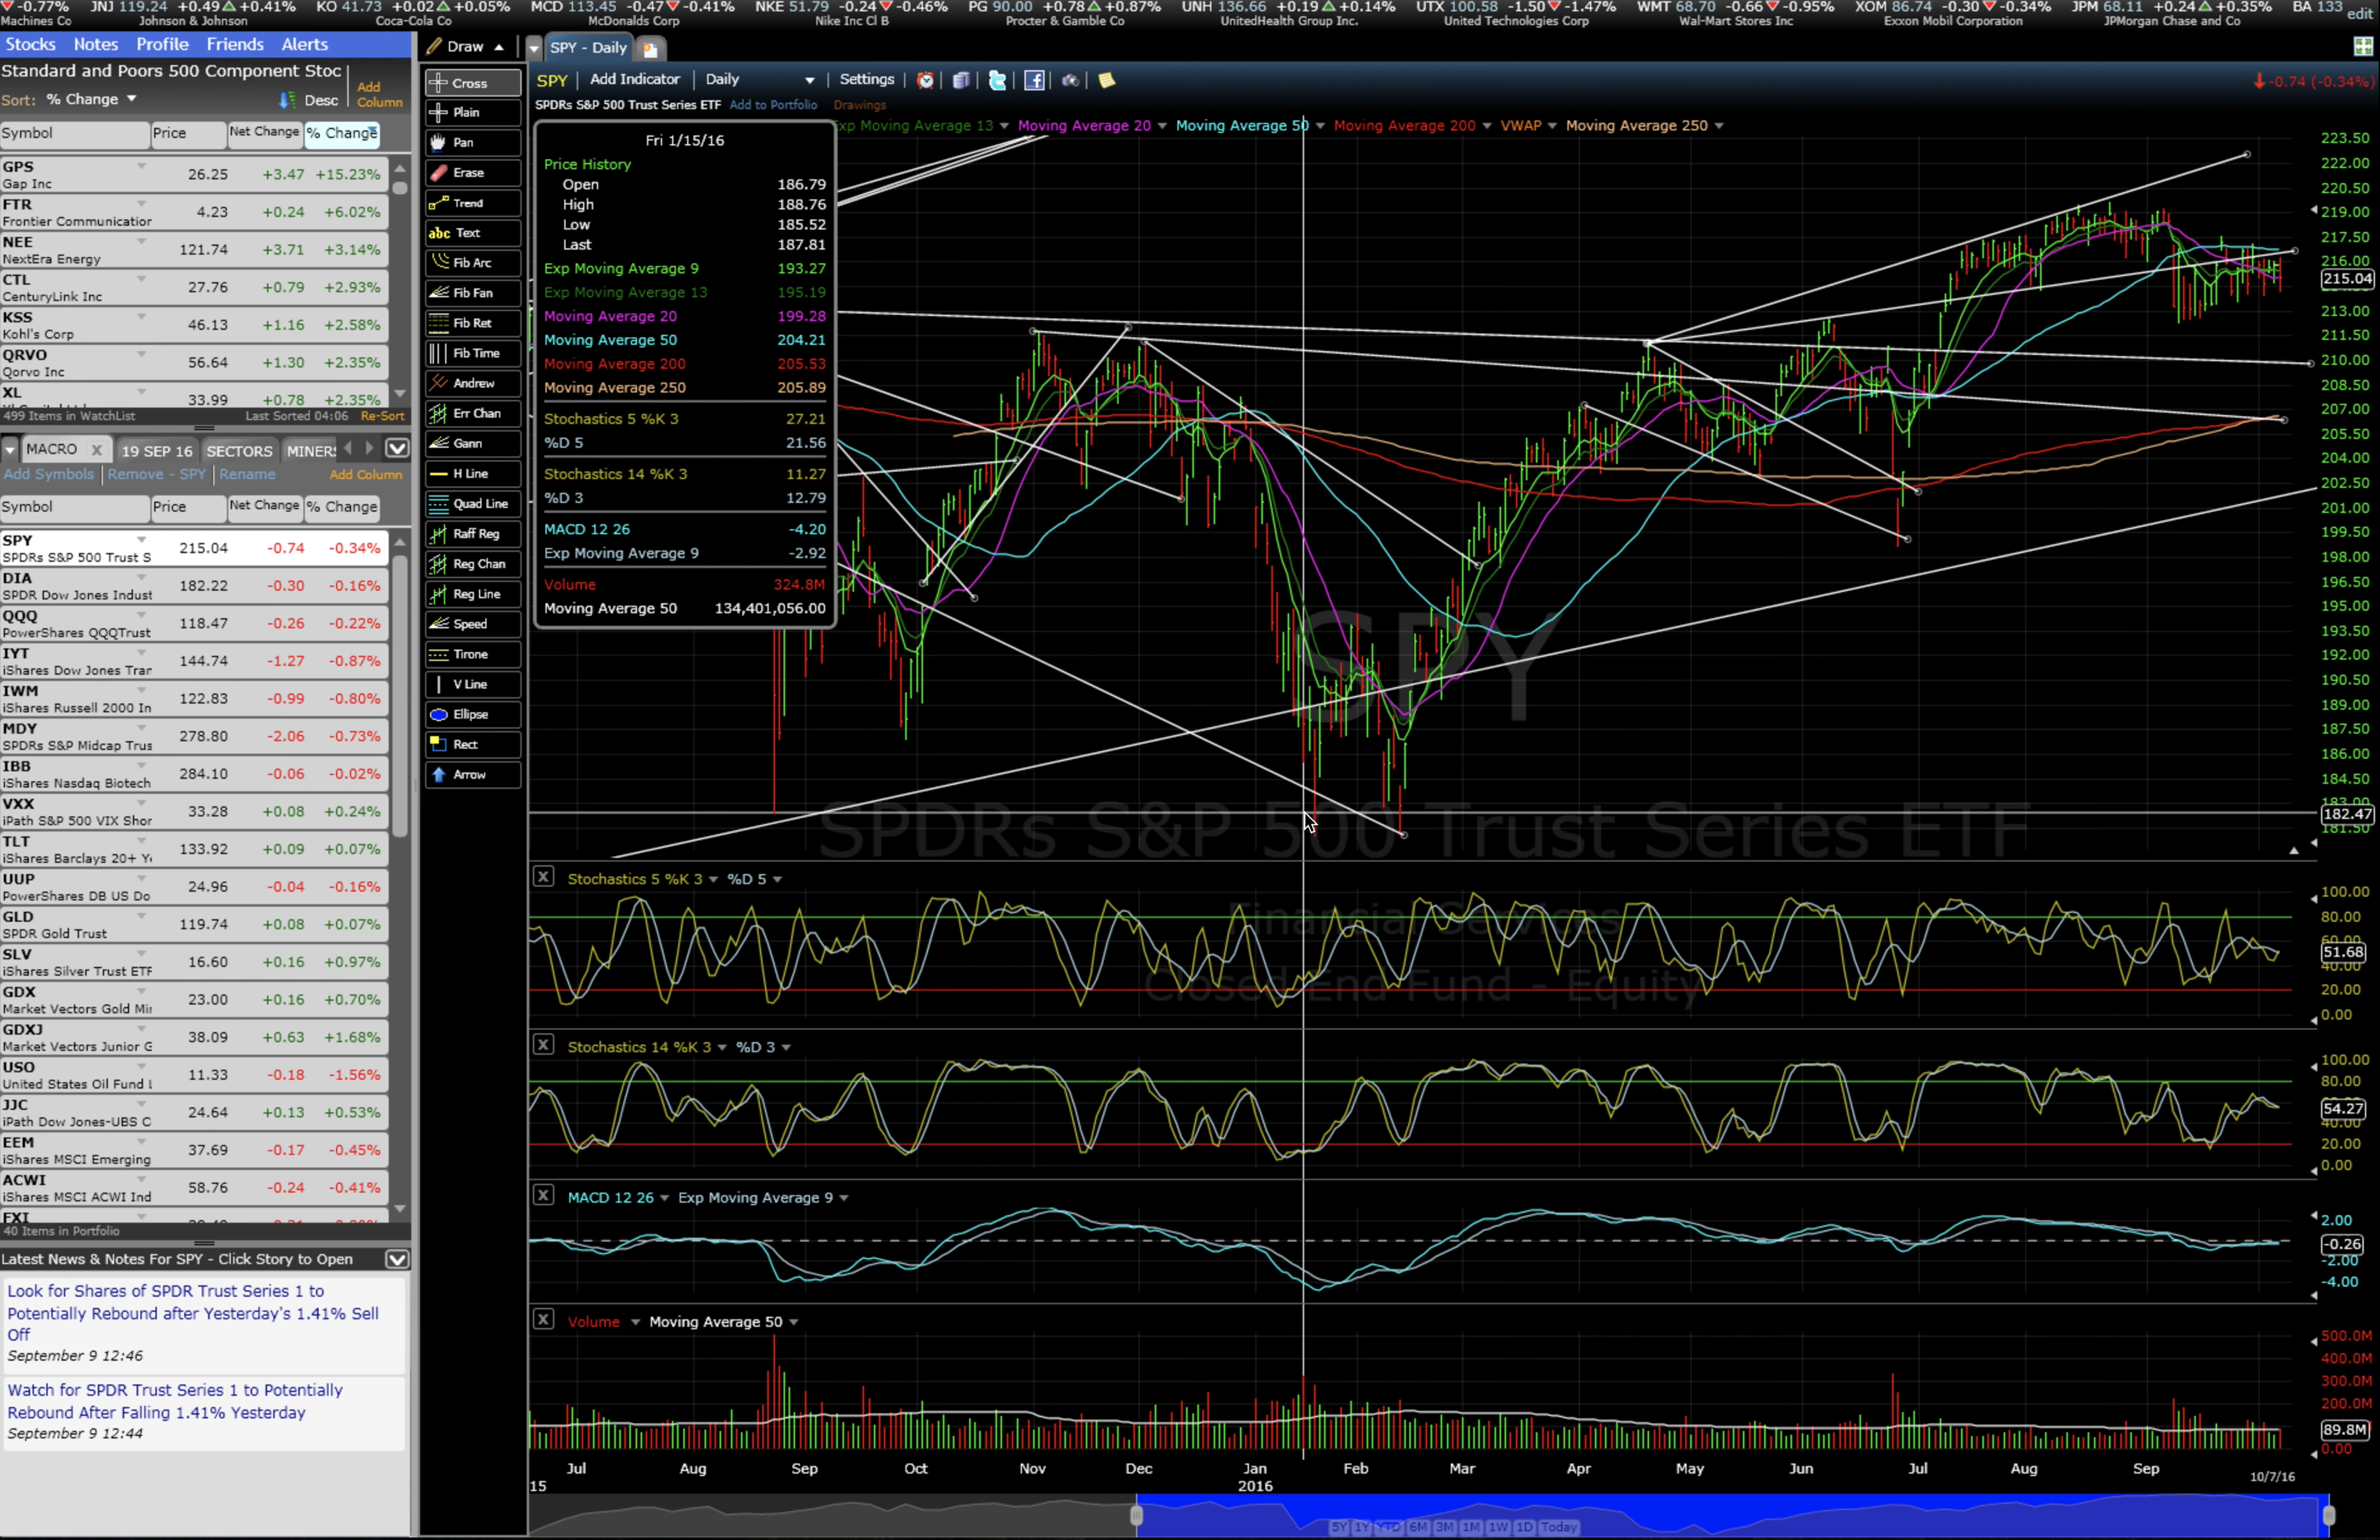 -0.77% JNJ 119.24 +0.49 +0.41% KO 41.73 +0.02 +0.05% MCD 113.45 -0.47 -0.41% NKE 51.79 -0.24 -0.46% PG 90.00 +0.78 +0.87% UNH 136.66 +0.19 +0.14% UTX 100.58 -1.50 -1.47% WMT 68.70 -0.66 -0.95% XOM 86.74 -0.30 -0.34% JPM 68.11 +0.24 +0.35% BA 133 edit
Machines Co Johnson & Johnson Coca-Cola Co McDonalds Corp Nike Inc Cl B Procter & Gamble Co UnitedHealth Group Inc. United Technologies Corp Wal-Mart Stores Inc Exxon Mobil Corporation JPMorgan Chase and Co
Stocks Notes Profile Friends Alerts
Standard and Poors 500 Component Stoc
Sort: % Change Desc Add Column
Symbol Price Net Change % Change
GPS 26.25 +3.47 +15.23%
Gap Inc
FTR 4.23 +0.24 +6.02%
Frontier Communication
NEE 121.74 +3.71 +3.14%
NextEra Energy
CTL 27.76 +0.79 +2.93%
CenturyLink Inc
KSS 46.13 +1.16 +2.58%
Kohl's Corp
QRVO 56.64 +1.30 +2.35%
Qorvo Inc
XL 33.99 +0.78 +2.35%
499 Items in WatchList Last Sorted 04:06 Re-Sort
MACRO X 19 SEP 16 SECTORS MINERS
Add Symbols Remove - SPY Rename Add Column
Symbol Price Net Change % Change
SPY 215.04 -0.74 -0.34%
SPDRs S&P 500 Trust S
DIA 182.22 -0.30 -0.16%
SPDR Dow Jones Indust
QQQ 118.47 -0.26 -0.22%
PowerShares QQQTrust
IYT 144.74 -1.27 -0.87%
iShares Dow Jones Trar
IWM 122.83 -0.99 -0.80%
iShares Russell 2000 In
MDY 278.80 -2.06 -0.73%
SPDRs S&P Midcap Trus
IBB 284.10 -0.06 -0.02%
iShares Nasdaq Biotech
VXX 33.28 +0.08 +0.24%
iPath S&P 500 VIX Shor
TLT 133.92 +0.09 +0.07%
iShares Barclays 20+ Y
UUP 24.96 -0.04 -0.16%
PowerShares DB US Do
GLD 119.74 +0.08 +0.07%
SPDR Gold Trust
SLV 16.60 +0.16 +0.97%
iShares Silver Trust ETF
GDX 23.00 +0.16 +0.70%
Market Vectors Gold Mi
GDXJ 38.09 +0.63 +1.68%
Market Vectors Junior G
USO 11.33 -0.18 -1.56%
United States Oil Fund L
JJC 24.64 +0.13 +0.53%
iPath Dow Jones-UBS C
EEM 37.69 -0.17 -0.45%
iShares MSCI Emerging
ACWI 58.76 -0.24 -0.41%
iShares MSCI ACWI Ind
FXI
40 Items in Portfolio
Latest News & Notes For SPY - Click Story to Open
Look for Shares of SPDR Trust Series 1 to
Potentially Rebound after Yesterday's 1.41% Sell
Off
September 9 12:46
Watch for SPDR Trust Series 1 to Potentially
Rebound After Falling 1.41% Yesterday
September 9 12:44
Draw
Cross
Plain
Pan
Erase
Trend
abc Text
Fib Arc
Fib Fan
Fib Ret
Fib Time
Andrew
Err Chan
Gann
H Line
Quad Line
Raff Reg
Reg Chan
Reg Line
Speed
Tirone
V Line
Ellipse
Rect
Arrow
SPY - Daily
SPY Add Indicator Daily Settings -0.74 (-0.34%)
SPDRs S&P 500 Trust Series ETF Add to Portfolio Drawings
xp Moving Average 13 Moving Average 20 Moving Average 50 Moving Average 200 VWAP Moving Average 250
Fri 1/15/16
Price History
Open 186.79
High 188.76
Low 185.52
Last 187.81
Exp Moving Average 9 193.27
Exp Moving Average 13 195.19
Moving Average 20 199.28
Moving Average 50 204.21
Moving Average 200 205.53
Moving Average 250 205.89
Stochastics 5 %K 3 27.21
%D 5 21.56
Stochastics 14 %K 3 11.27
%D 3 12.79
MACD 12 26 -4.20
Exp Moving Average 9 -2.92
Volume 324.8M
Moving Average 50 134,401,056.00
223.50
222.00
220.50
219.00
217.50
216.00
215.04
213.00
211.50
210.00
208.50
207.00
205.50
204.00
202.50
201.00
199.50
198.00
196.50
195.00
193.50
192.00
190.50
189.00
187.50
186.00
184.50
183.00
182.47
181.50
SPY
SPDRs S&P 500 Trust Series ETF
Financial Services
Closed End Fund - Equity
X Stochastics 5 %K 3 %D 5
100.00
80.00
60.00
51.68
40.00
20.00
0.00
X Stochastics 14 %K 3 %D 3
100.00
80.00
54.27
40.00
20.00
0.00
X MACD 12 26 Exp Moving Average 9
2.00
-0.26
-2.00
-4.00
X Volume Moving Average 50
500.0M
400.0M
300.0M
200.0M
89.8M
0.00
Jul Aug Sep Oct Nov Dec Jan Feb Mar Apr May Jun Jul Aug Sep 10/7/16
15 2016
5Y 1Y YTD 6M 3M 1M 1W 1D Today